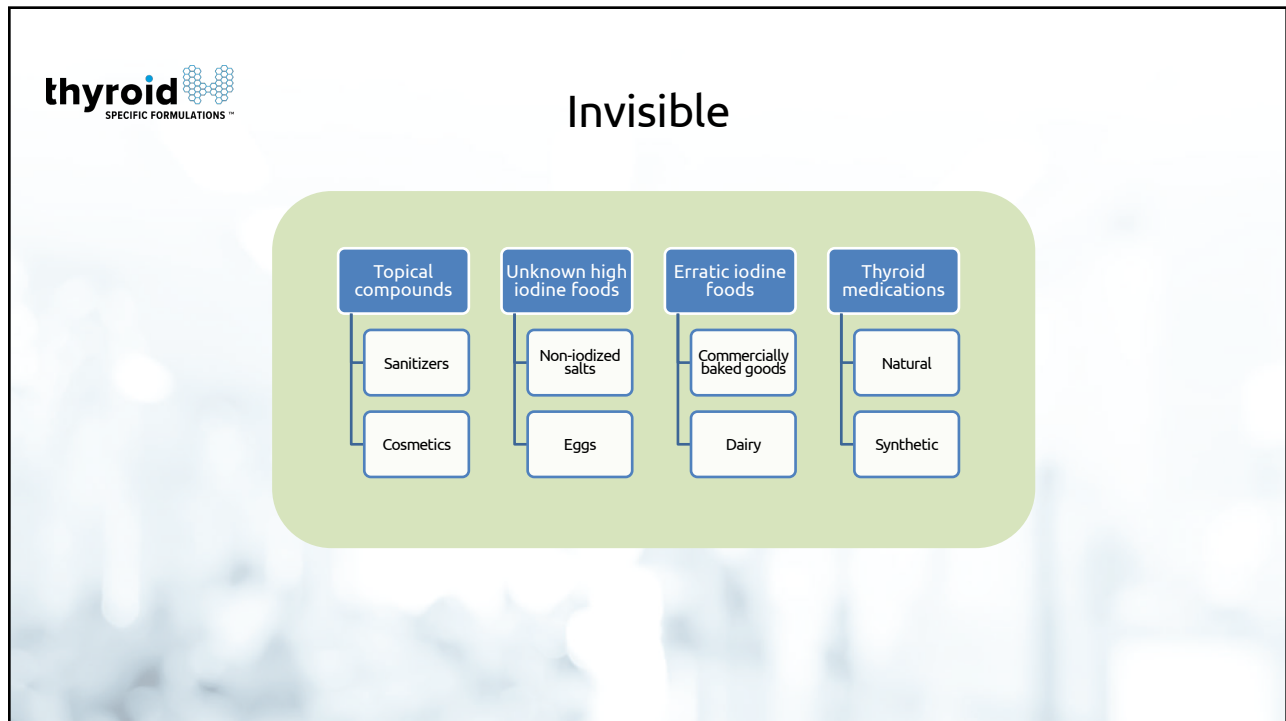 thyroid
SPECIFIC FORMULATIONS ™
Invisible
Topical
compounds
Sanitizers
Cosmetics
Unknown high
iodine foods
Non-iodized
salts
Eggs
Erratic iodine
foods
Commercially
baked goods
Dairy
Thyroid
medications
Natural
Synthetic